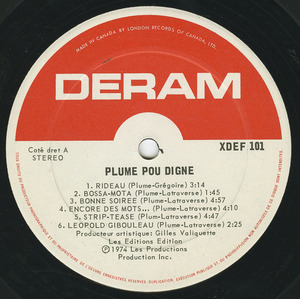 MADE IN CANADA BY LONDON RECORDS OF CANADA, LTD.
DERAM
Coté dret A
STEREO
XDEF 101
PLUME POU DIGNE
1. RIDEAU (Plume-Grégoire) 3:14
2. BOSSA-MOTA (Plume-Latraverse) 1:45
3. BONNE SOIREE (Plume-Latraverse) 4:57
4. ENCORE DES MOTS... (Plume-Latraverse) 4:10
5. STRIP-TEASE (Plume-Latraverse) 4:08
6. LEOPOLD GIBOULEAU (Plume-Latraverse) 2:25
Producteur artistique: Gilles Valiquette
Les Editions Edition
℗ 1974 Les Productions
Production Inc.